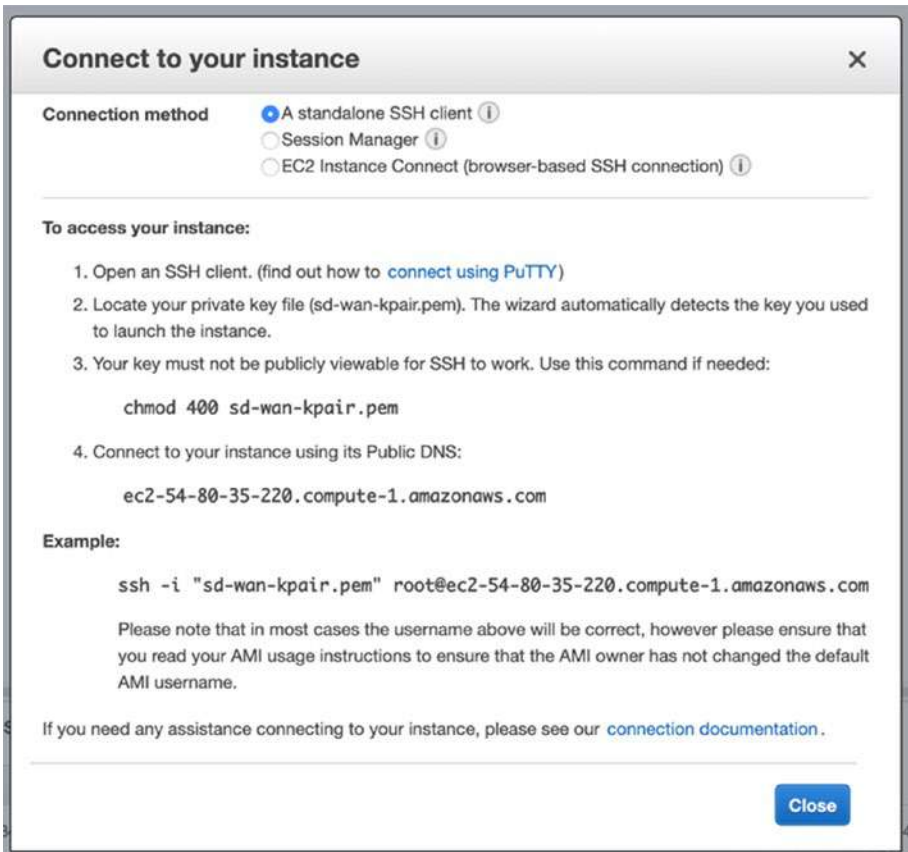 Connect to your instance
×
Connection method
A standalone SSH client i
Session Manager i
EC2 Instance Connect (browser-based SSH connection) i
To access your instance:
1. Open an SSH client. (find out how to connect using PuTTY)
2. Locate your private key file (sd-wan-kpair.pem). The wizard automatically detects the key you used
to launch the instance.
3. Your key must not be publicly viewable for SSH to work. Use this command if needed:
chmod 400 sd-wan-kpair.pem
4. Connect to your instance using its Public DNS:
ec2-54-80-35-220.compute-1.amazonaws.com
Example:
ssh -i "sd-wan-kpair.pem" root@ec2-54-80-35-220.compute-1.amazonaws.com
Please note that in most cases the username above will be correct, however please ensure that
you read your AMI usage instructions to ensure that the AMI owner has not changed the default
AMI username.
If you need any assistance connecting to your instance, please see our connection documentation.
Close